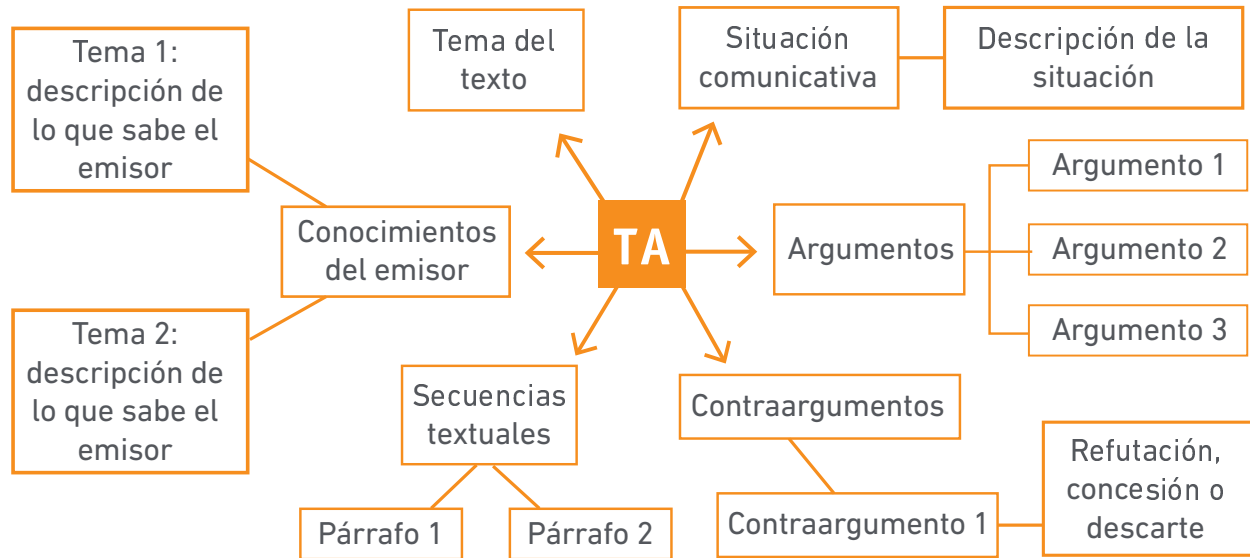 Tema 1:
descripción de
lo que sabe el
emisor
Tema del
texto
Situación
comunicativa
Descripción de la
situación
Argumento 1
Conocimientos
del emisor
TA
Argumentos
Argumento 2
Argumento 3
Tema 2:
descripción de
lo que sabe el
emisor
Secuencias
textuales
Contraargumentos
Párrafo 1
Párrafo 2
Contraargumento 1
Refutación,
concesión o
descarte